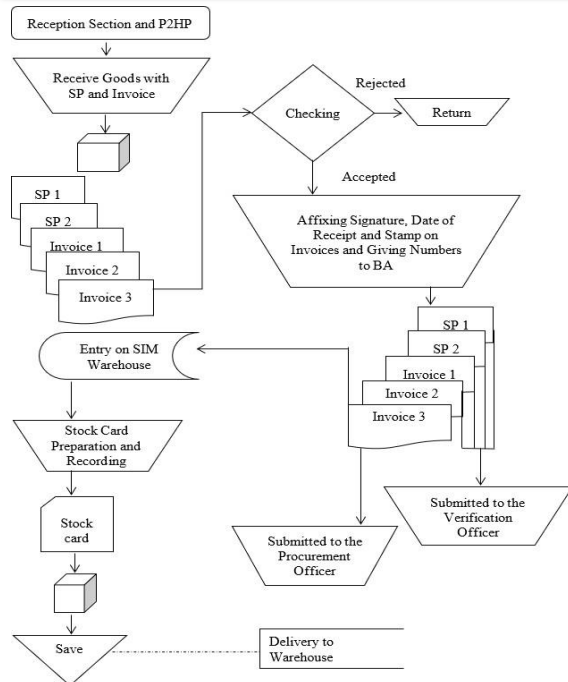 Reception Section and P2HP
Receive Goods with
SP and Invoice
SP 1
SP 2
Invoice 1
Invoice 2
Invoice 3
Checking
Rejected
Return
Accepted
Affixing Signature, Date of
Receipt and Stamp on
Invoices and Giving Numbers
to BA
SP 1
SP 2
Invoice 1
Invoice 2
Invoice 3
Entry on SIM
Warehouse
Stock Card
Preparation and
Recording
Stock
card
Submitted to the
Procurement
Officer
Submitted to the
Verification
Officer
Save
Delivery to
Warehouse